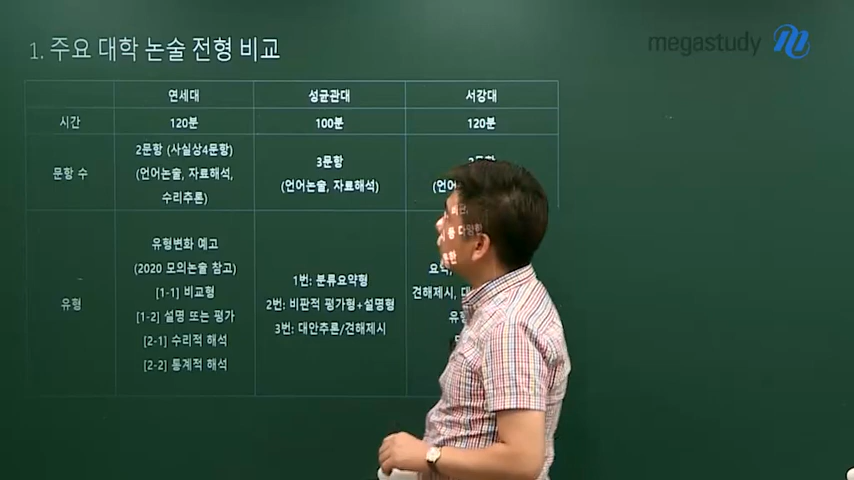 1. 주요 대학 논술 전형 비교
megastudy
연세대 성균관대 서강대
시간 120분 100분 120분
문항 수
2문항 (사실상4문항)
(언어논술, 자료해석,
수리추론)
3문항
(언어논술, 자료해석)
유형
유형변화 예고
(2020 모의논술 참고)
[1-1] 비교형
[1-2] 설명 또는 평가
[2-1] 수리적 해석
[2-2] 통계적 해석
1번: 분류요약형
2번: 비판적 평가형+설명형
3번: 대안추론/견해제시
견해제시,